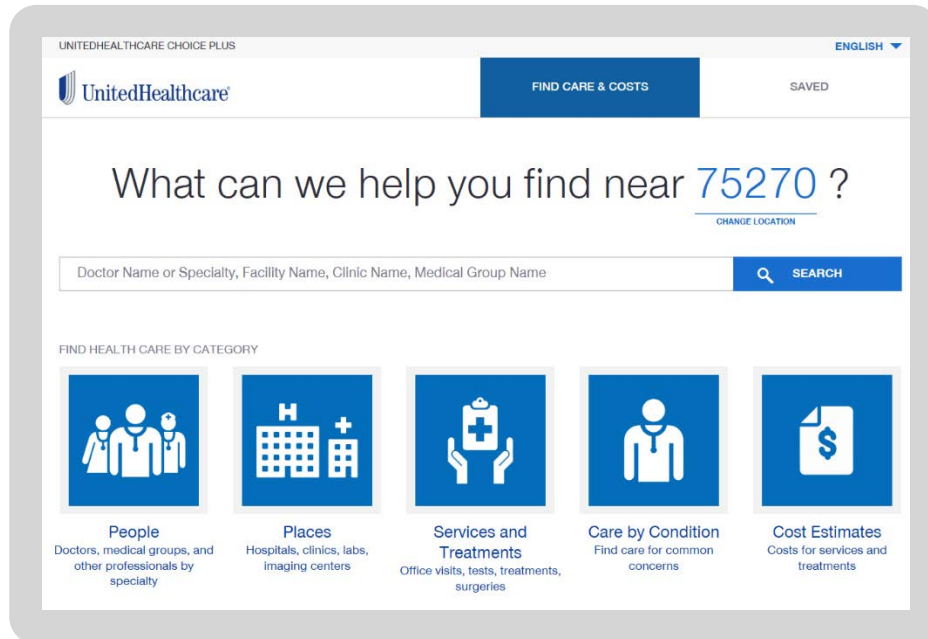 UNITEDHEALTHCARE CHOICE PLUS
ENGLISH
UnitedHealthcare®
FIND CARE & COSTS
SAVED
What can we help you find near 75270 ?
CHANGE LOCATION
Doctor Name or Specialty, Facility Name, Clinic Name, Medical Group Name
SEARCH
FIND HEALTH CARE BY CATEGORY
H
$
People
Doctors, medical groups, and
other professionals by
specialty
Places
Hospitals, clinics, labs,
imaging centers
Services and
Treatments
Office visits, tests, treatments,
surgeries
Care by Condition
Find care for common
concerns
Cost Estimates
Costs for services and
treatments